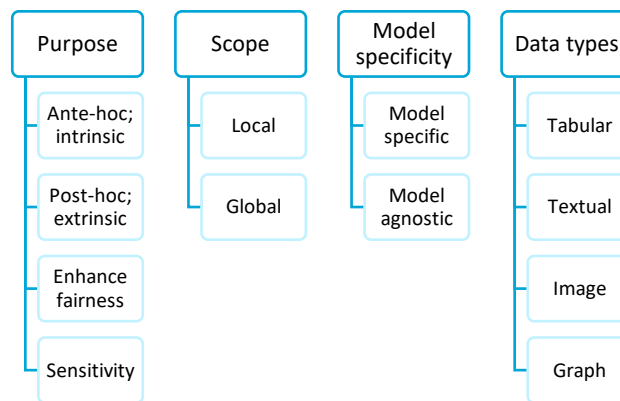 Purpose
Ante-hoc;
intrinsic
Post-hoc;
extrinsic
Enhance
fairness
Sensitivity
Scope
Local
Global
Model
specificity
Model
specific
Model
agnostic
Data types
Tabular
Textual
Image
Graph